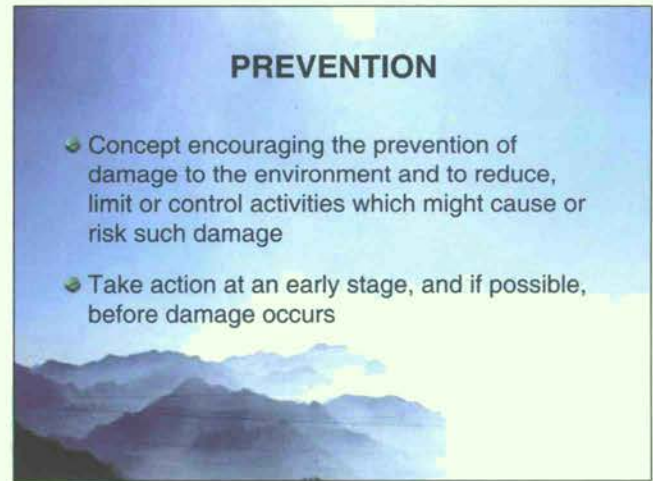 PREVENTION
Concept encouraging the prevention of
damage to the environment and to reduce,
limit or control activities which might cause or
risk such damage
Take action at an early stage, and if possible,
before damage occurs